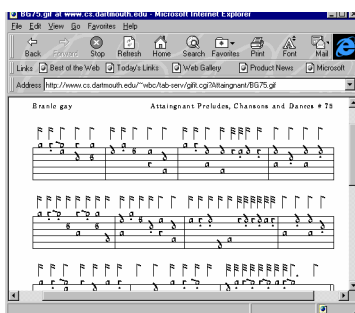 BG75.gif at www.cs.dartmouth.edu - Microsoft Internet Explorer
File Edit View Go Favorites Help
Back Forward Stop Refresh Home Search Favorites Print Font Mail
Links Best of the Web Today's Links Web Gallery Product News Microsoft
Address http://www.cs.dartmouth.edu/~wbc/tab-serv/gifit.cgi?Attaingnant/BG75.gif
Branle gay Attaingnant Preludes, Chansons and Dances # 75